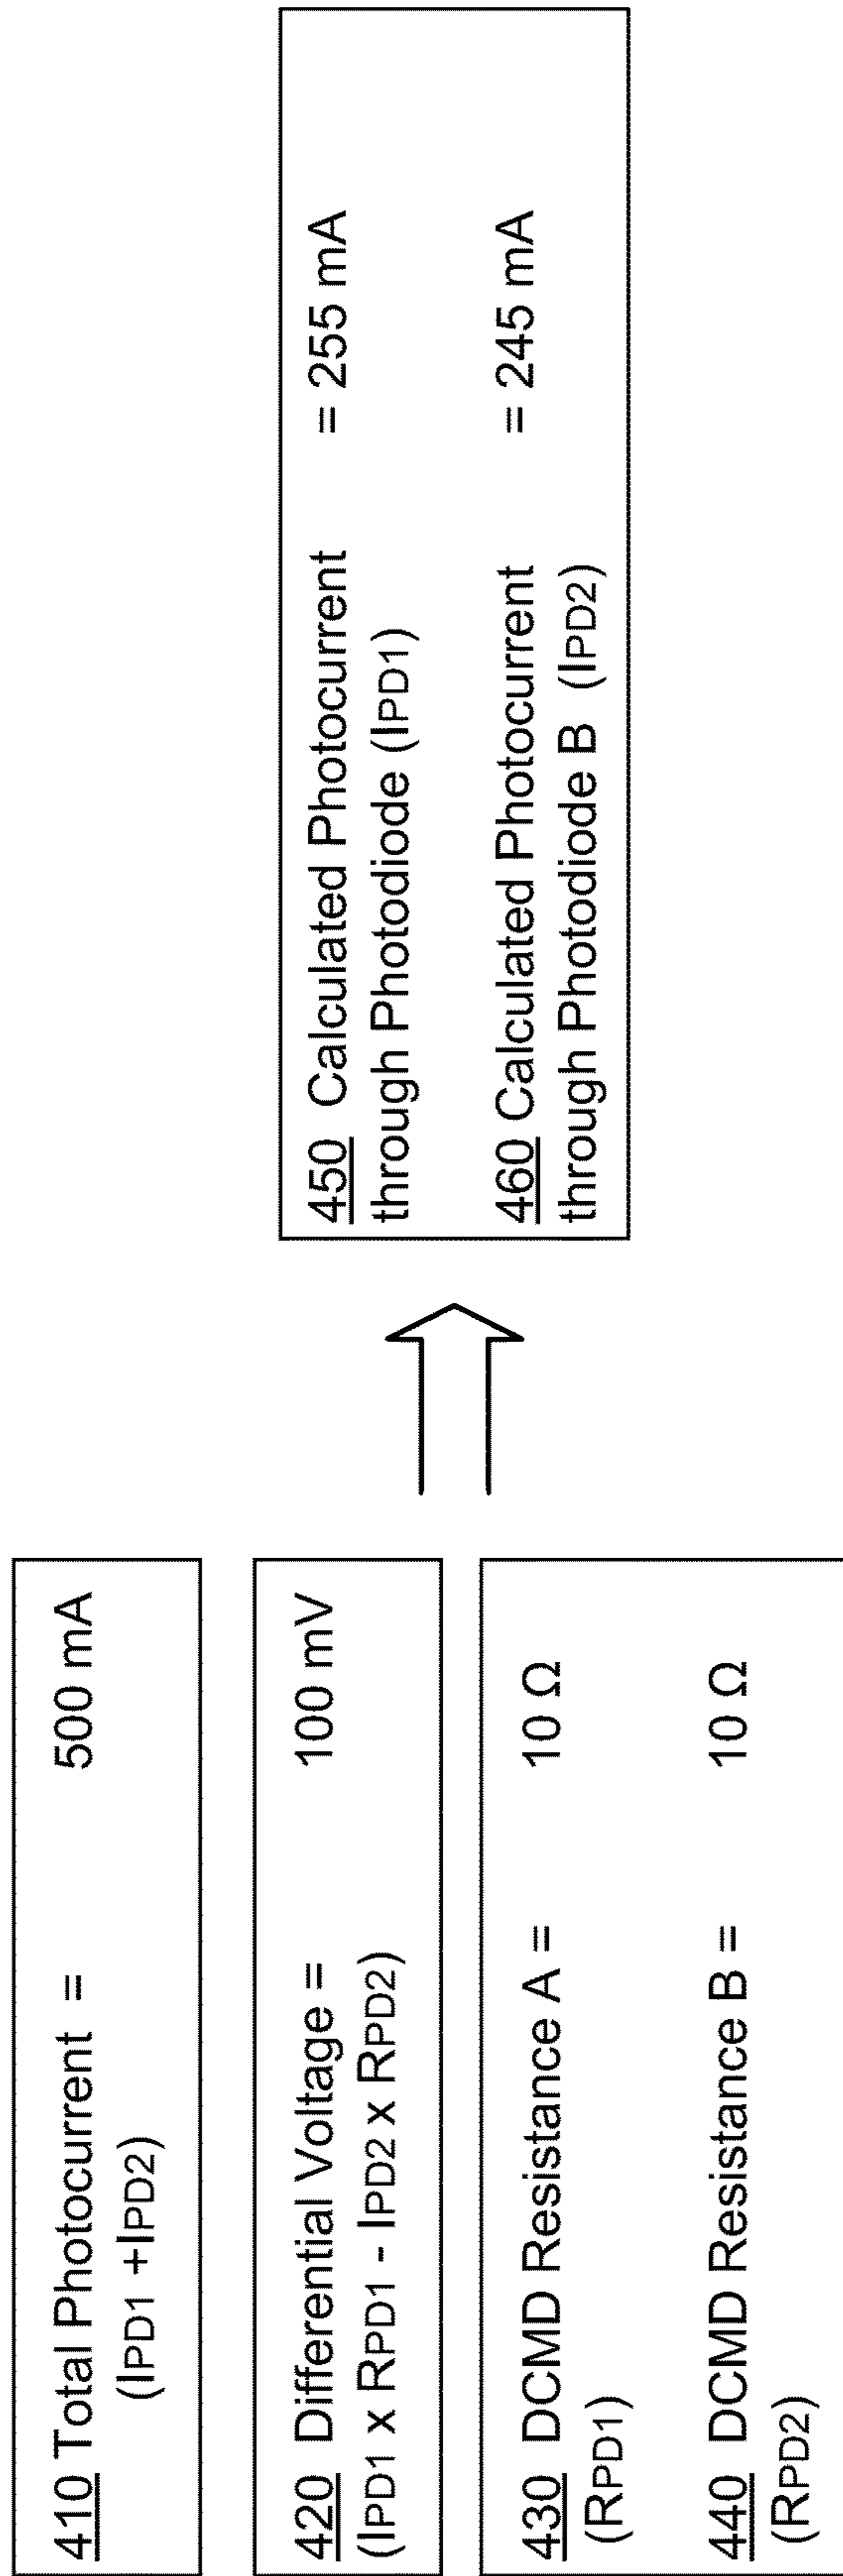 410 Total Photocurrent = 500 mA
(IPD1 +IPD2)
420 Differential Voltage = 100 mV
(IPD1 x RPD1 - IPD2 x RPD2)
430 DCMD Resistance A = 10 Ω
(RPD1)
440 DCMD Resistance B = 10 Ω
(RPD2)
450 Calculated Photocurrent = 255 mA
through Photodiode (IPD1)
460 Calculated Photocurrent = 245 mA
through Photodiode B (IPD2)